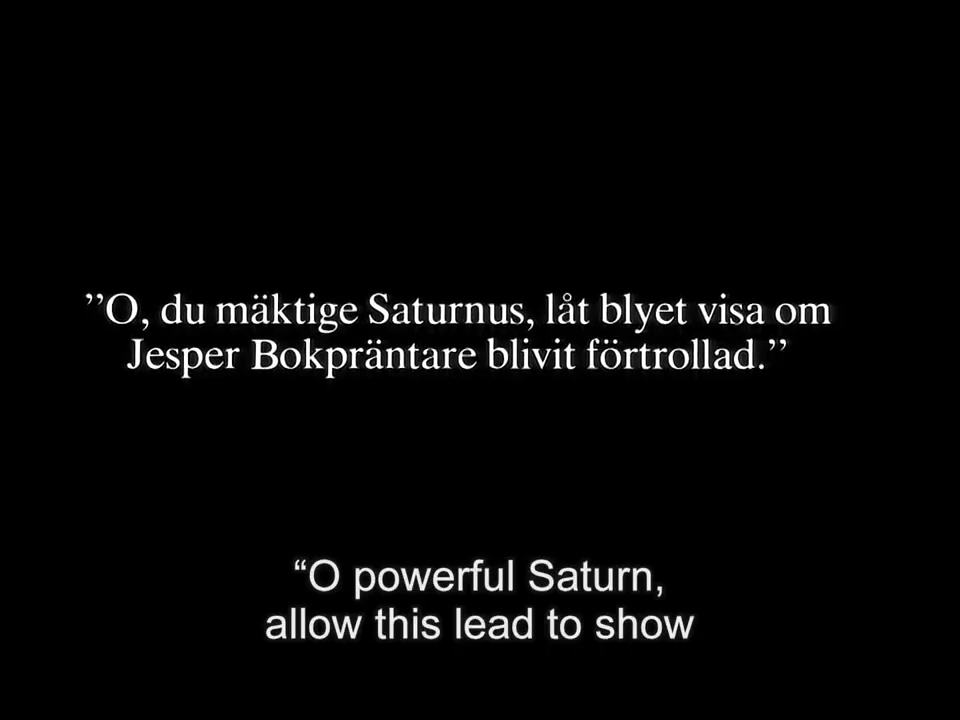 ”O, du mäktige Saturnus, låt blyet visa om
Jesper Bokpräntare blivit förtrollad.”
“O powerful Saturn,
allow this lead to show